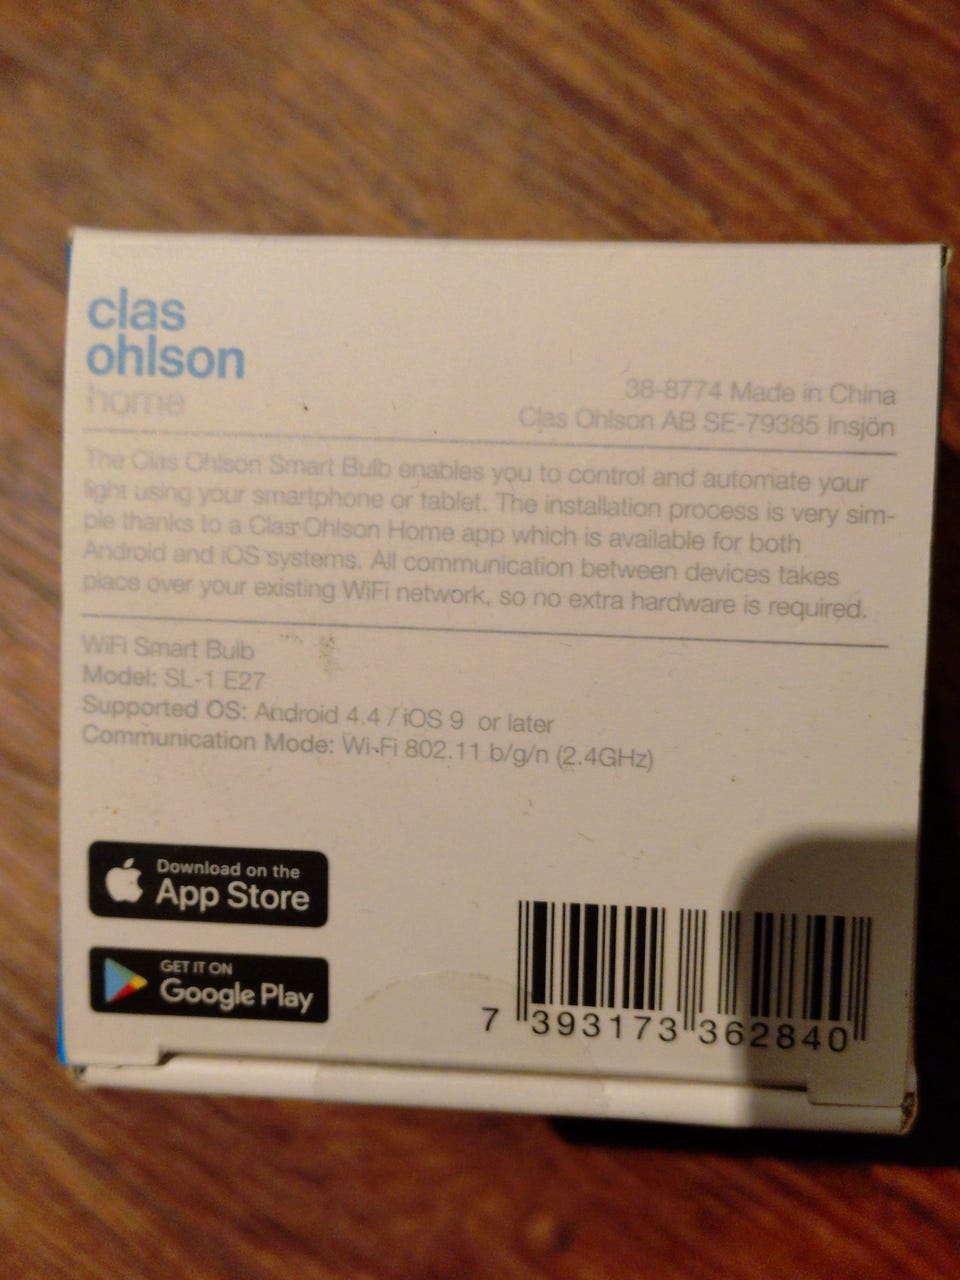 clas
ohlson
home
38-8774 Made in China
Clas Ohlson AB SE-79385 Insjön
The Clas Ohlson Smart Bulb enables you to control and automate your
light using your smartphone or tablet. The installation process is very sim-
ple thanks to a Clas Ohlson Home app which is available for both
Android and iOS systems. All communication between devices takes
place over your existing WiFi network, so no extra hardware is required.
WiFi Smart Bulb
Model: SL-1 E27
Supported OS: Android 4.4 / iOS 9 or later
Communication Mode: Wi-Fi 802.11 b/g/n (2.4GHz)
Download on the
App Store
GET IT ON
Google Play
7 393173 362840